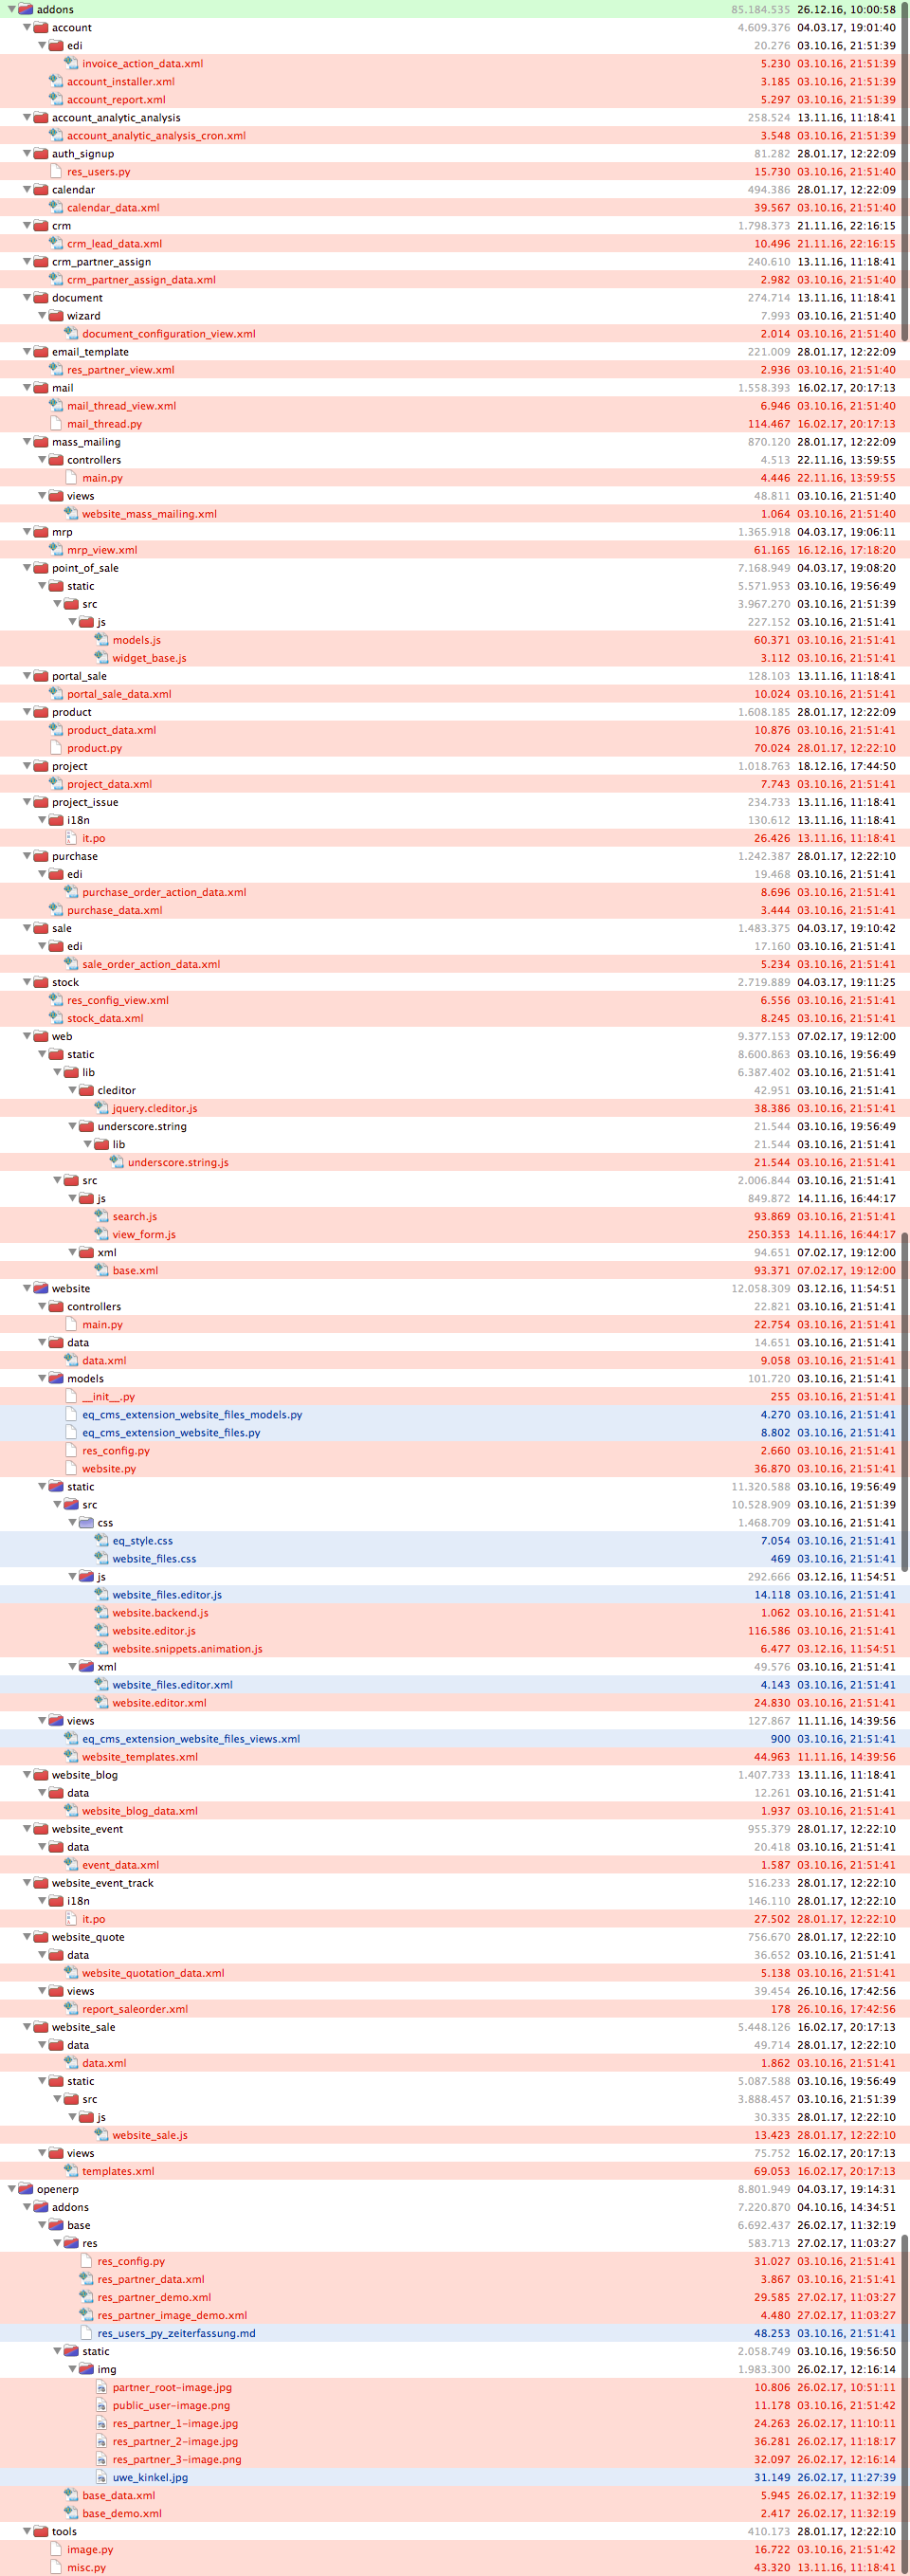 addons 85.184.535 26.12.16, 10:00:58
account 4.609.376 04.03.17, 19:01:40
edi 20.276 03.10.16, 21:51:39
invoice_action_data.xml 5.230 03.10.16, 21:51:39
account_installer.xml 3.185 03.10.16, 21:51:39
account_report.xml 5.297 03.10.16, 21:51:39
account_analytic_analysis 258.524 13.11.16, 11:18:41
account_analytic_analysis_cron.xml 3.548 03.10.16, 21:51:39
auth_signup 81.282 28.01.17, 12:22:09
res_users.py 15.730 03.10.16, 21:51:40
calendar 494.386 28.01.17, 12:22:09
calendar_data.xml 39.567 03.10.16, 21:51:40
crm 1.798.373 21.11.16, 22:16:15
crm_lead_data.xml 10.496 21.11.16, 22:16:15
crm_partner_assign 240.610 13.11.16, 11:18:41
crm_partner_assign_data.xml 2.982 03.10.16, 21:51:40
document 274.714 13.11.16, 11:18:41
wizard 7.993 03.10.16, 21:51:40
document_configuration_view.xml 2.014 03.10.16, 21:51:40
email_template 221.009 28.01.17, 12:22:09
res_partner_view.xml 2.936 03.10.16, 21:51:40
mail 1.558.393 16.02.17, 20:17:13
mail_thread_view.xml 6.946 03.10.16, 21:51:40
mail_thread.py 114.467 16.02.17, 20:17:13
mass_mailing 870.120 28.01.17, 12:22:09
controllers 4.513 22.11.16, 13:59:55
main.py 4.446 22.11.16, 13:59:55
views 48.811 03.10.16, 21:51:40
website_mass_mailing.xml 1.064 03.10.16, 21:51:40
mrp 1.365.918 04.03.17, 19:06:11
mrp_view.xml 61.165 16.12.16, 17:18:20
point_of_sale 7.168.949 04.03.17, 19:08:20
static 5.571.953 03.10.16, 19:56:49
src 3.967.270 03.10.16, 21:51:39
js 227.152 03.10.16, 21:51:41
models.js 60.371 03.10.16, 21:51:41
widget_base.js 3.112 03.10.16, 21:51:41
portal_sale 128.103 13.11.16, 11:18:41
portal_sale_data.xml 10.024 03.10.16, 21:51:41
product 1.608.185 28.01.17, 12:22:09
product_data.xml 10.876 03.10.16, 21:51:41
product.py 70.024 28.01.17, 12:22:10
project 1.018.763 18.12.16, 17:44:50
project_data.xml 7.743 03.10.16, 21:51:41
project_issue 234.733 13.11.16, 11:18:41
i18n 130.612 13.11.16, 11:18:41
it.po 26.426 13.11.16, 11:18:41
purchase 1.242.387 28.01.17, 12:22:10
edi 19.468 03.10.16, 21:51:41
purchase_order_action_data.xml 8.696 03.10.16, 21:51:41
purchase_data.xml 3.444 03.10.16, 21:51:41
sale 1.483.375 04.03.17, 19:10:42
edi 17.160 03.10.16, 21:51:41
sale_order_action_data.xml 5.234 03.10.16, 21:51:41
stock 2.719.889 04.03.17, 19:11:25
res_config_view.xml 6.556 03.10.16, 21:51:41
stock_data.xml 8.245 03.10.16, 21:51:41
web 9.377.153 07.02.17, 19:12:00
static 8.600.863 03.10.16, 19:56:49
lib 6.387.402 03.10.16, 21:51:41
cleditor 42.951 03.10.16, 21:51:41
jquery.cleditor.js 38.386 03.10.16, 21:51:41
underscore.string 21.544 03.10.16, 19:56:49
lib 21.544 03.10.16, 21:51:41
underscore.string.js 21.544 03.10.16, 21:51:41
src 2.006.844 03.10.16, 21:51:41
js 849.872 14.11.16, 16:44:17
search.js 93.869 03.10.16, 21:51:41
view_form.js 250.353 14.11.16, 16:44:17
xml 94.651 07.02.17, 19:12:00
base.xml 93.371 07.02.17, 19:12:00
website 12.058.309 03.12.16, 11:54:51
controllers 22.821 03.10.16, 21:51:41
main.py 22.754 03.10.16, 21:51:41
data 14.651 03.10.16, 21:51:41
data.xml 9.058 03.10.16, 21:51:41
models 101.720 03.10.16, 21:51:41
__init__.py 255 03.10.16, 21:51:41
eq_cms_extension_website_files_models.py 4.270 03.10.16, 21:51:41
eq_cms_extension_website_files.py 8.802 03.10.16, 21:51:41
res_config.py 2.660 03.10.16, 21:51:41
website.py 36.870 03.10.16, 21:51:41
static 11.320.588 03.10.16, 19:56:49
src 10.528.909 03.10.16, 21:51:39
css 1.468.709 03.10.16, 21:51:41
eq_style.css 7.054 03.10.16, 21:51:41
website_files.css 469 03.10.16, 21:51:41
js 292.666 03.12.16, 11:54:51
website_files.editor.js 14.118 03.10.16, 21:51:41
website.backend.js 1.062 03.10.16, 21:51:41
website.editor.js 116.586 03.10.16, 21:51:41
website.snippets.animation.js 6.477 03.12.16, 11:54:51
xml 49.576 03.10.16, 21:51:41
website_files.editor.xml 4.143 03.10.16, 21:51:41
website.editor.xml 24.830 03.10.16, 21:51:41
views 127.867 11.11.16, 14:39:56
eq_cms_extension_website_files_views.xml 900 03.10.16, 21:51:41
website_templates.xml 44.963 11.11.16, 14:39:56
website_blog 1.407.733 13.11.16, 11:18:41
data 12.261 03.10.16, 21:51:41
website_blog_data.xml 1.937 03.10.16, 21:51:41
website_event 955.379 28.01.17, 12:22:10
data 20.418 03.10.16, 21:51:41
event_data.xml 1.587 03.10.16, 21:51:41
website_event_track 516.233 28.01.17, 12:22:10
i18n 146.110 28.01.17, 12:22:10
it.po 27.502 28.01.17, 12:22:10
website_quote 756.670 28.01.17, 12:22:10
data 36.652 03.10.16, 21:51:41
website_quotation_data.xml 5.138 03.10.16, 21:51:41
views 39.454 26.10.16, 17:42:56
report_saleorder.xml 178 26.10.16, 17:42:56
website_sale 5.448.126 16.02.17, 20:17:13
data 49.714 28.01.17, 12:22:10
data.xml 1.862 03.10.16, 21:51:41
static 5.087.588 03.10.16, 19:56:49
src 3.888.457 03.10.16, 21:51:39
js 30.335 28.01.17, 12:22:10
website_sale.js 13.423 28.01.17, 12:22:10
views 75.752 16.02.17, 20:17:13
templates.xml 69.053 16.02.17, 20:17:13
openerp 8.801.949 04.03.17, 19:14:31
addons 7.220.870 04.10.16, 14:34:51
base 6.692.437 26.02.17, 11:32:19
res 583.713 27.02.17, 11:03:27
res_config.py 31.027 03.10.16, 21:51:41
res_partner_data.xml 3.867 03.10.16, 21:51:41
res_partner_demo.xml 29.585 27.02.17, 11:03:27
res_partner_image_demo.xml 4.480 27.02.17, 11:03:27
res_users_py_zeiterfassung.md 48.253 03.10.16, 21:51:41
static 2.058.749 03.10.16, 19:56:50
img 1.983.300 26.02.17, 12:16:14
partner_root-image.jpg 10.806 26.02.17, 10:51:11
public_user-image.png 11.178 03.10.16, 21:51:42
res_partner_1-image.jpg 24.263 26.02.17, 11:10:11
res_partner_2-image.jpg 36.281 26.02.17, 11:18:17
res_partner_3-image.png 32.097 26.02.17, 12:16:14
uwe_kinkel.jpg 31.149 26.02.17, 11:27:39
base_data.xml 5.945 26.02.17, 11:32:19
base_demo.xml 2.417 26.02.17, 11:32:19
tools 410.173 28.01.17, 12:22:10
image.py 16.722 03.10.16, 21:51:42
misc.py 43.320 13.11.16, 11:18:41